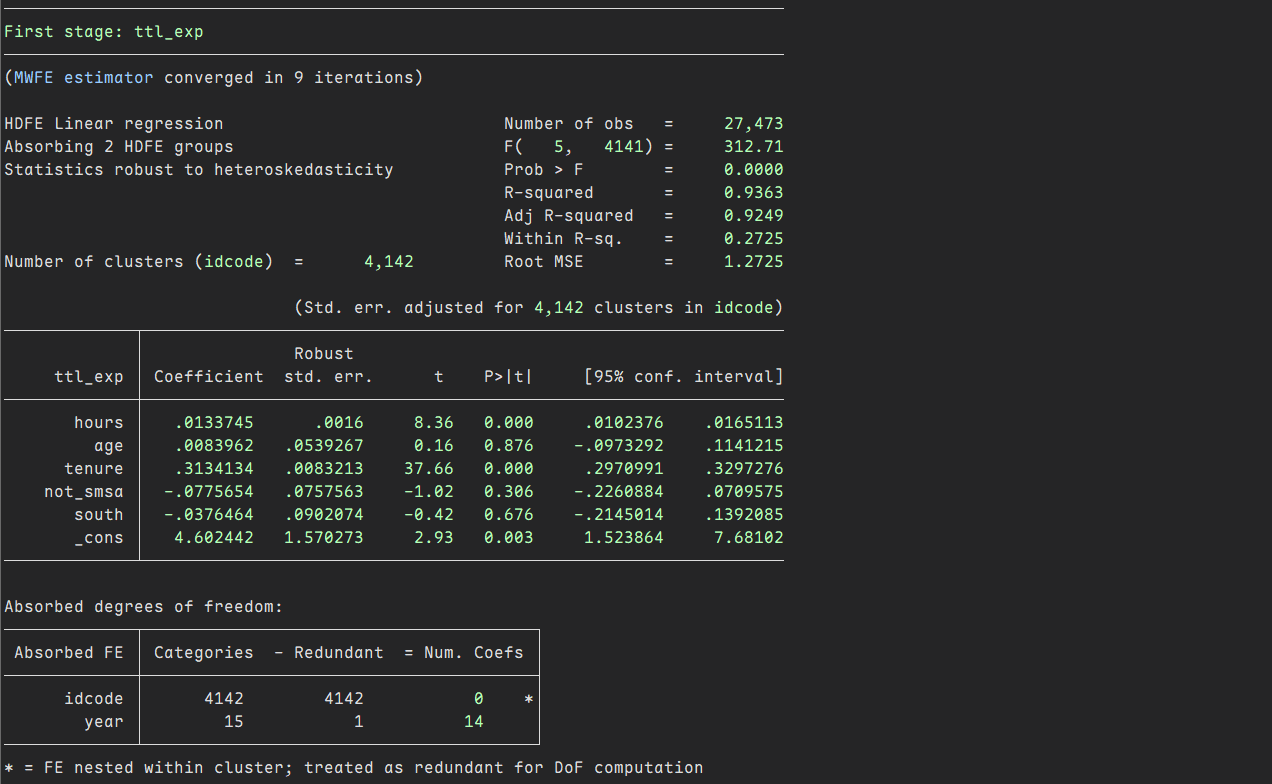 First stage: ttl_exp
(MWFE estimator converged in 9 iterations)
HDFE Linear regression Number of obs = 27,473
Absorbing 2 HDFE groups F( 5, 4141) = 312.71
Statistics robust to heteroskedasticity Prob > F = 0.0000
R-squared = 0.9363
Adj R-squared = 0.9249
Within R-sq. = 0.2725
Number of clusters (idcode) = 4,142 Root MSE = 1.2725
(Std. err. adjusted for 4,142 clusters in idcode)
Robust
ttl_exp Coefficient std. err. t P>|t| [95% conf. interval]
hours .0133745 .0016 8.36 0.000 .0102376 .0165113
age .0083962 .0539267 0.16 0.876 -.0973292 .1141215
tenure .3134134 .0083213 37.66 0.000 .2970991 .3297276
not_smsa -.0775654 .0757563 -1.02 0.306 -.2260884 .0709575
south -.0376464 .0902074 -0.42 0.676 -.2145014 .1392085
_cons 4.602442 1.570273 2.93 0.003 1.523864 7.68102
Absorbed degrees of freedom:
Absorbed FE Categories - Redundant = Num. Coefs
idcode 4142 4142 0 *
year 15 1 14
* = FE nested within cluster; treated as redundant for DoF computation